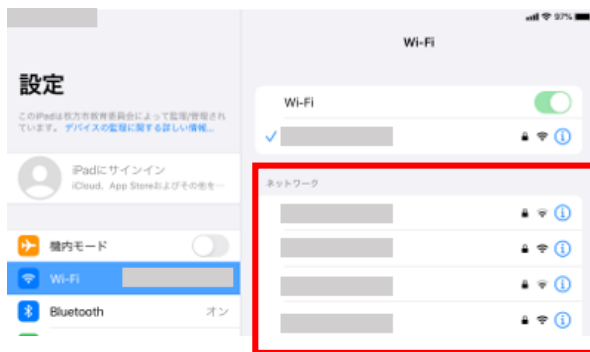 97%
Wi-Fi
設定
このiPadは枚方市教育委員会によって監理/管理され
ています。デバイスの監理に関する詳しい情報...
Wi-Fi
iPadにサインイン
iCloud、App Storeおよびその他を…
ネットワーク
機内モード
Wi-Fi
Bluetooth
オン